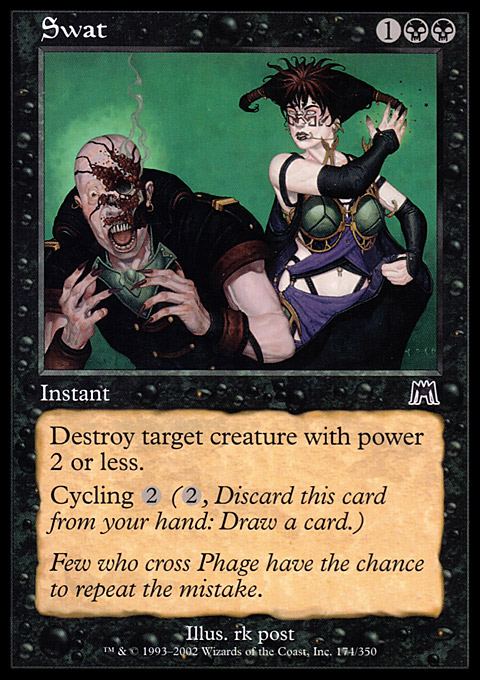 Swat 1
Instant
Destroy target creature with power
2 or less.
Cycling 2 (2, Discard this card
from your hand: Draw a card.)
Few who cross Phage have the chance
to repeat the mistake.
Illus. rk post
™ & © 1993–2002 Wizards of the Coast, Inc. 174/350